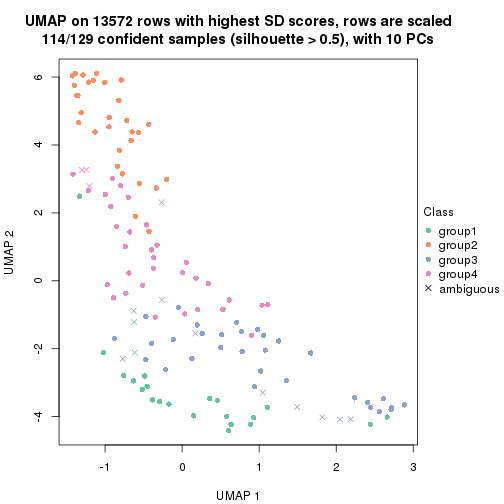 UMAP on 13572 rows with highest SD scores, rows are scaled
114/129 confident samples (silhouette > 0.5), with 10 PCs
6
4
2
0
-2
-4
UMAP 2
-1
0
1
2
3
UMAP 1
Class
group1
group2
group3
group4
ambiguous